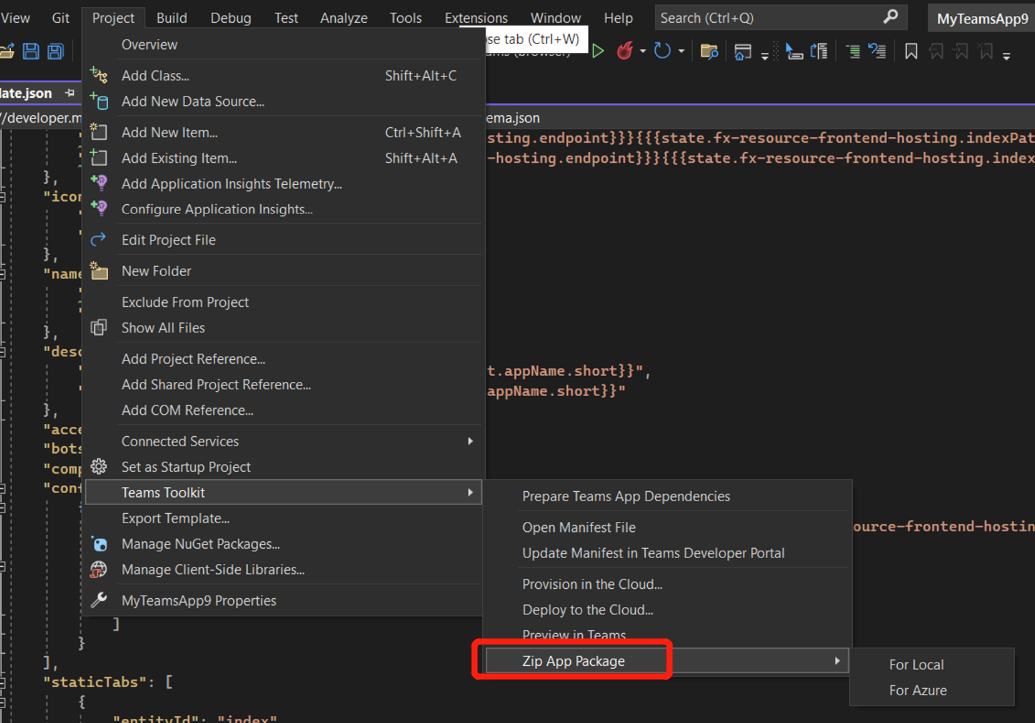 View Git Project Build Debug Test Analyze Tools Extensions Window Help Search (Ctrl+Q) MyTeamsApp9
ose tab (Ctrl+W)
late.json
//developer.m ema.json
Overview
Add Class... Shift+Alt+C
Add New Data Source...
Add New Item... Ctrl+Shift+A
sting.endpoint}}}{{{state.fx-resource-frontend-hosting.indexPat
Add Existing Item... Shift+Alt+A
-hosting.endpoint}}}{{{state.fx-resource-frontend-hosting.index
},
Add Application Insights Telemetry...
"icon
Configure Application Insights...
Edit Project File
},
New Folder
"name
Exclude From Project
Show All Files
},
"desc
Add Project Reference...
t.appName.short}}",
Add Shared Project Reference...
appName.short}}"
Add COM Reference...
},
"acce
Connected Services
"bots
Set as Startup Project
"comp
Teams Toolkit
"conf
Prepare Teams App Dependencies
Export Template...
Open Manifest File
ource-frontend-hostin
Manage NuGet Packages...
Update Manifest in Teams Developer Portal
Manage Client-Side Libraries...
Provision in the Cloud...
MyTeamsApp9 Properties
Deploy to the Cloud...
]
Preview in Teams
}
Zip App Package
],
For Local
"staticTabs": [
For Azure
{
"entityId": "index"